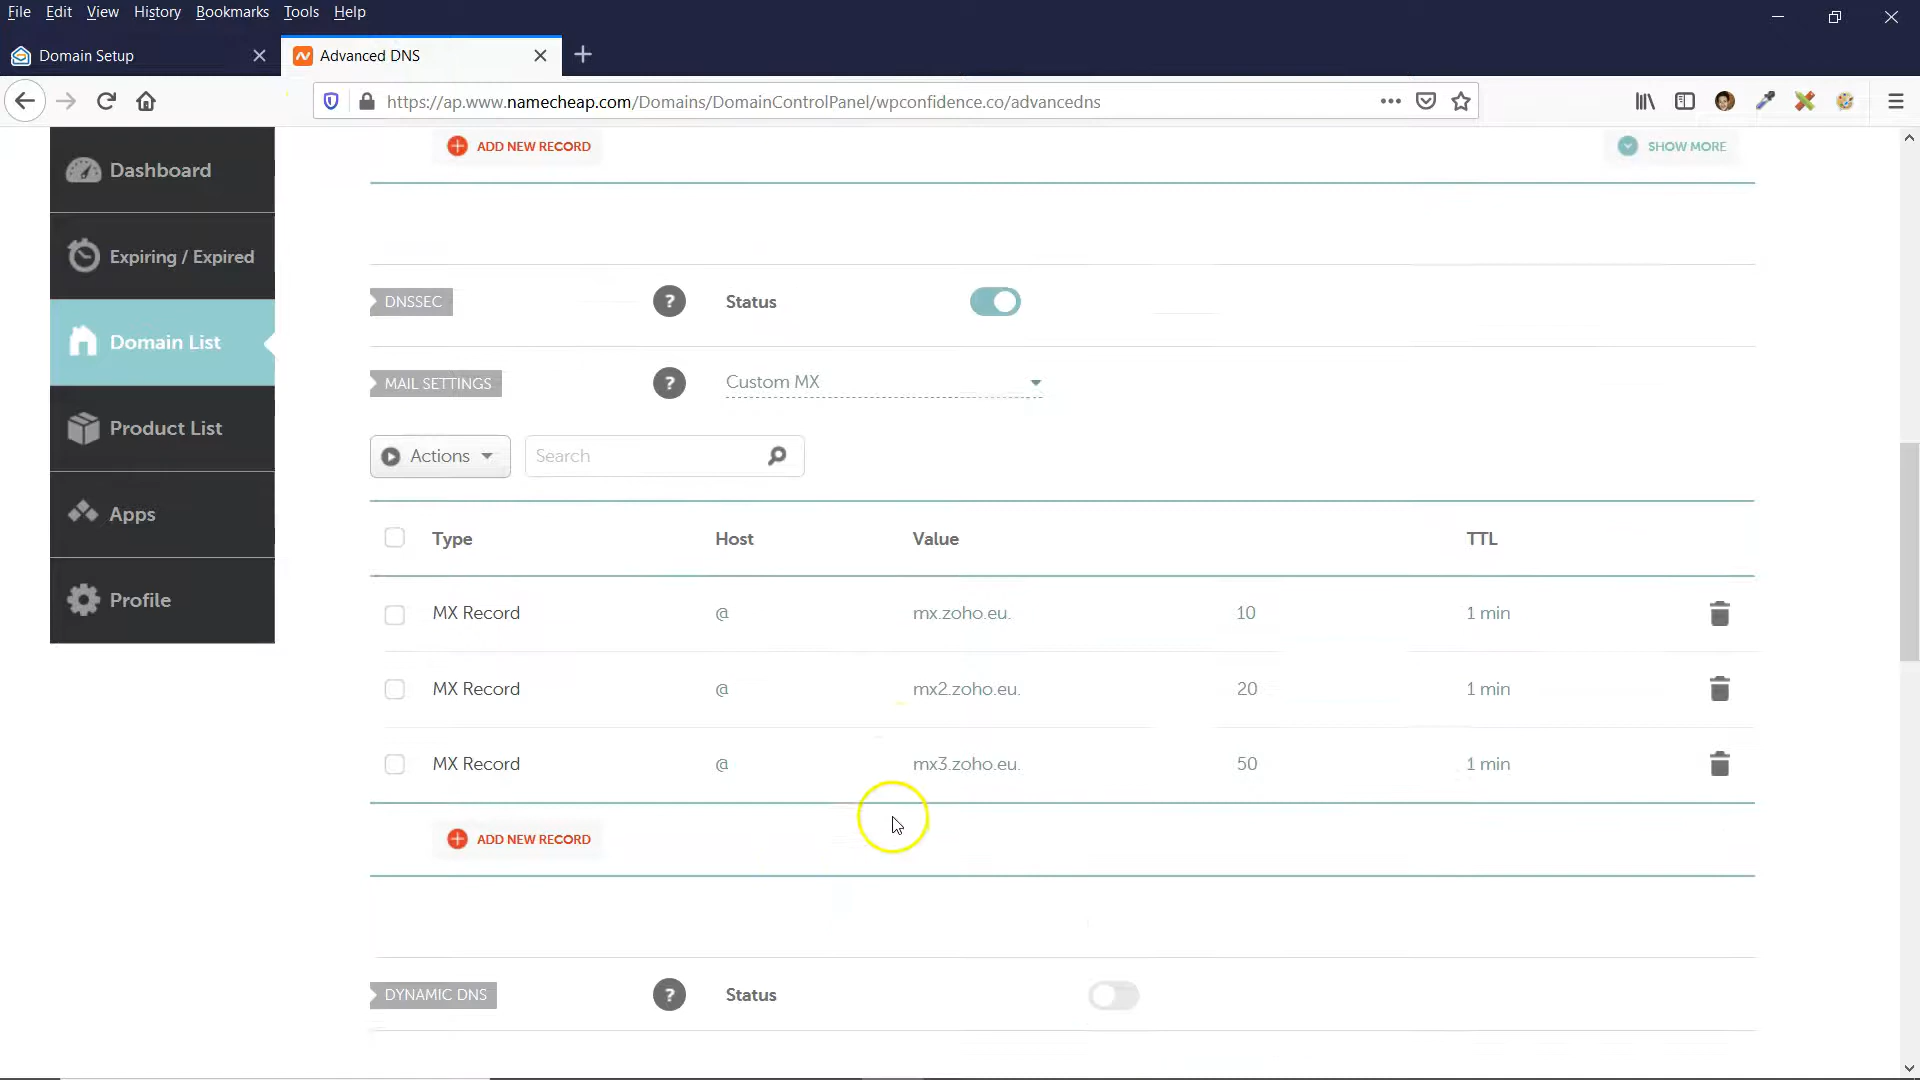 File Edit View History Bookmarks Tools Help
Domain Setup
Advanced DNS
https://ap.www.namecheap.com/Domains/DomainControlPanel/wpconfidence.co/advancedns
Dashboard
Expiring / Expired
Domain List
Product List
Apps
Profile
ADD NEW RECORD
SHOW MORE
DNSSEC ? Status
MAIL SETTINGS ? Custom MX
Actions Search
Type Host Value TTL
MX Record @ mx.zoho.eu. 10 1 min
MX Record @ mx2.zoho.eu. 20 1 min
MX Record @ mx3.zoho.eu. 50 1 min
ADD NEW RECORD
DYNAMIC DNS ? Status